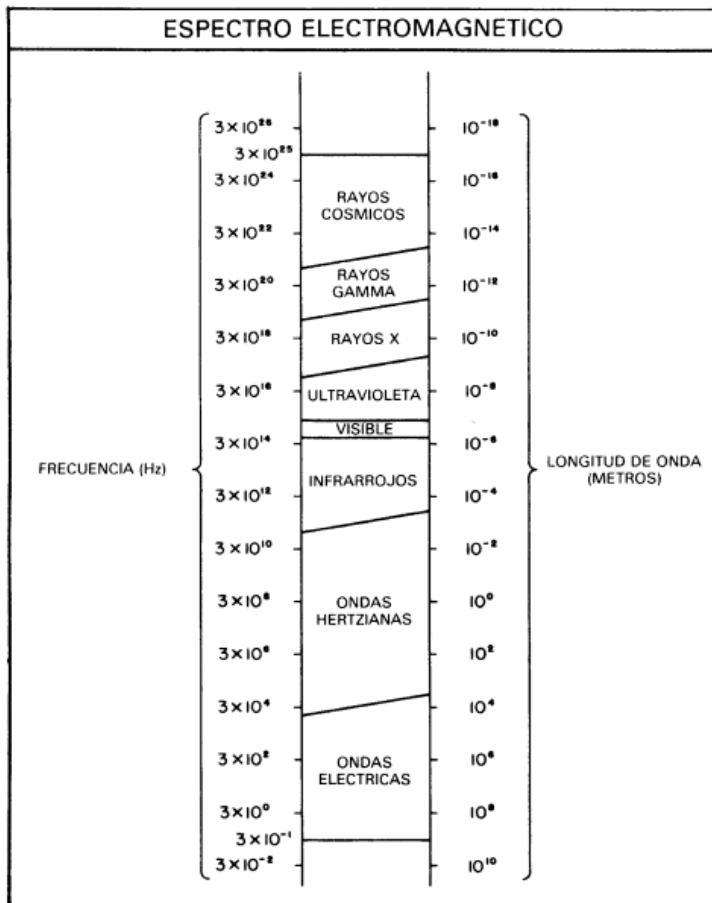 ESPECTRO ELECTROMAGNETICO
3×10²⁶
3×10²⁵
3×10²⁴
3×10²²
3×10²⁰
3×10¹⁸
3×10¹⁶
3×10¹⁴
3×10¹²
3×10¹⁰
3×10⁸
3×10⁶
3×10⁴
3×10²
3×10⁰
3×10⁻¹
3×10⁻²
FRECUENCIA (Hz)
RAYOS
COSMICOS
RAYOS
GAMMA
RAYOS X
ULTRAVIOLETA
VISIBLE
INFRARROJOS
ONDAS
HERTZIANAS
ONDAS
ELECTRICAS
10⁻¹⁸
10⁻¹⁶
10⁻¹⁴
10⁻¹²
10⁻¹⁰
10⁻⁸
10⁻⁶
10⁻⁴
10⁻²
10⁰
10²
10⁴
10⁶
10⁸
10¹⁰
LONGITUD DE ONDA
(METROS)